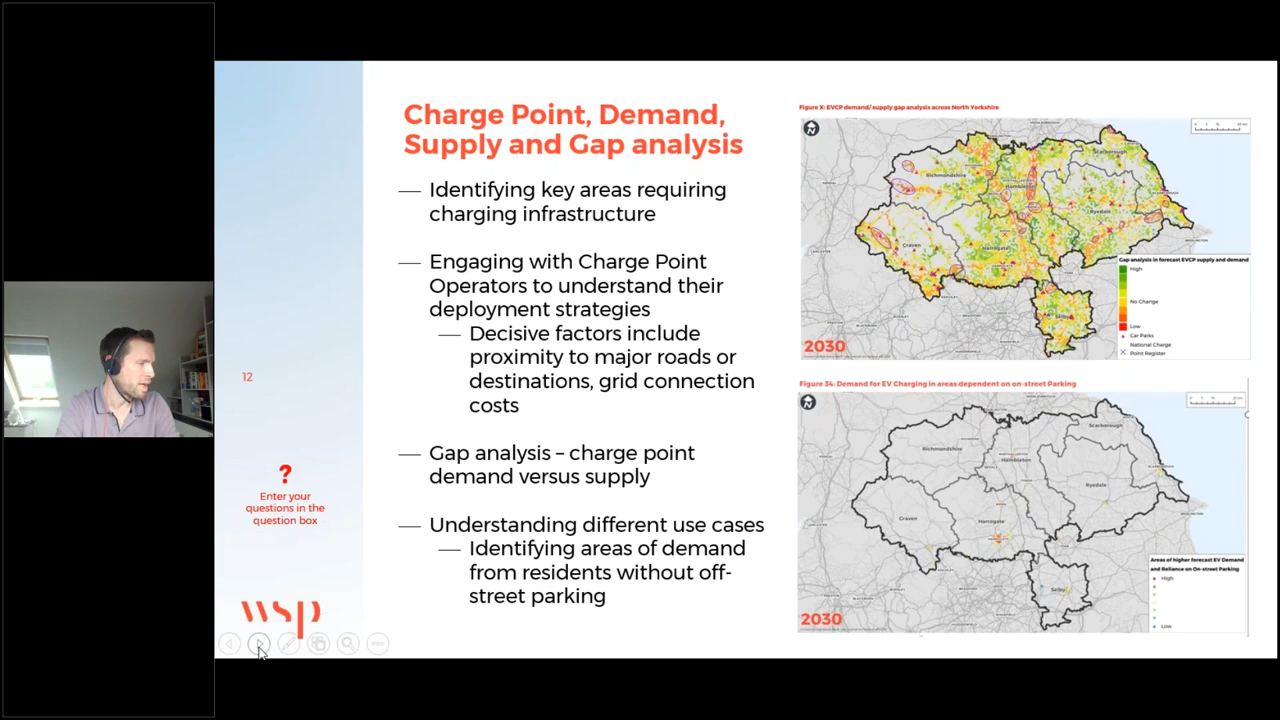 Charge Point, Demand,
Supply and Gap analysis
— Identifying key areas requiring
charging infrastructure
— Engaging with Charge Point
Operators to understand their
deployment strategies
— Decisive factors include
proximity to major roads or
destinations, grid connection
costs
— Gap analysis – charge point
demand versus supply
— Understanding different use cases
— Identifying areas of demand
from residents without off-
street parking
12
?
Enter your
questions in the
question box
wsp
Figure X: EVCP demand/ supply gap analysis across North Yorkshire
Scarborough
Richmondshire
Hambleton
Ryedale
Craven
Harrogate
Selby
Gap analysis in forecast EVCP supply and demand
High
No Change
Low
Car Parks
National Charge
Point Register
2030
Figure 34: Demand for EV Charging in areas dependent on on-street Parking
Scarborough
Richmondshire
Hambleton
Ryedale
Craven
Harrogate
Selby
Areas of higher forecast EV Demand
and Reliance on On-street Parking
High
Low
2030